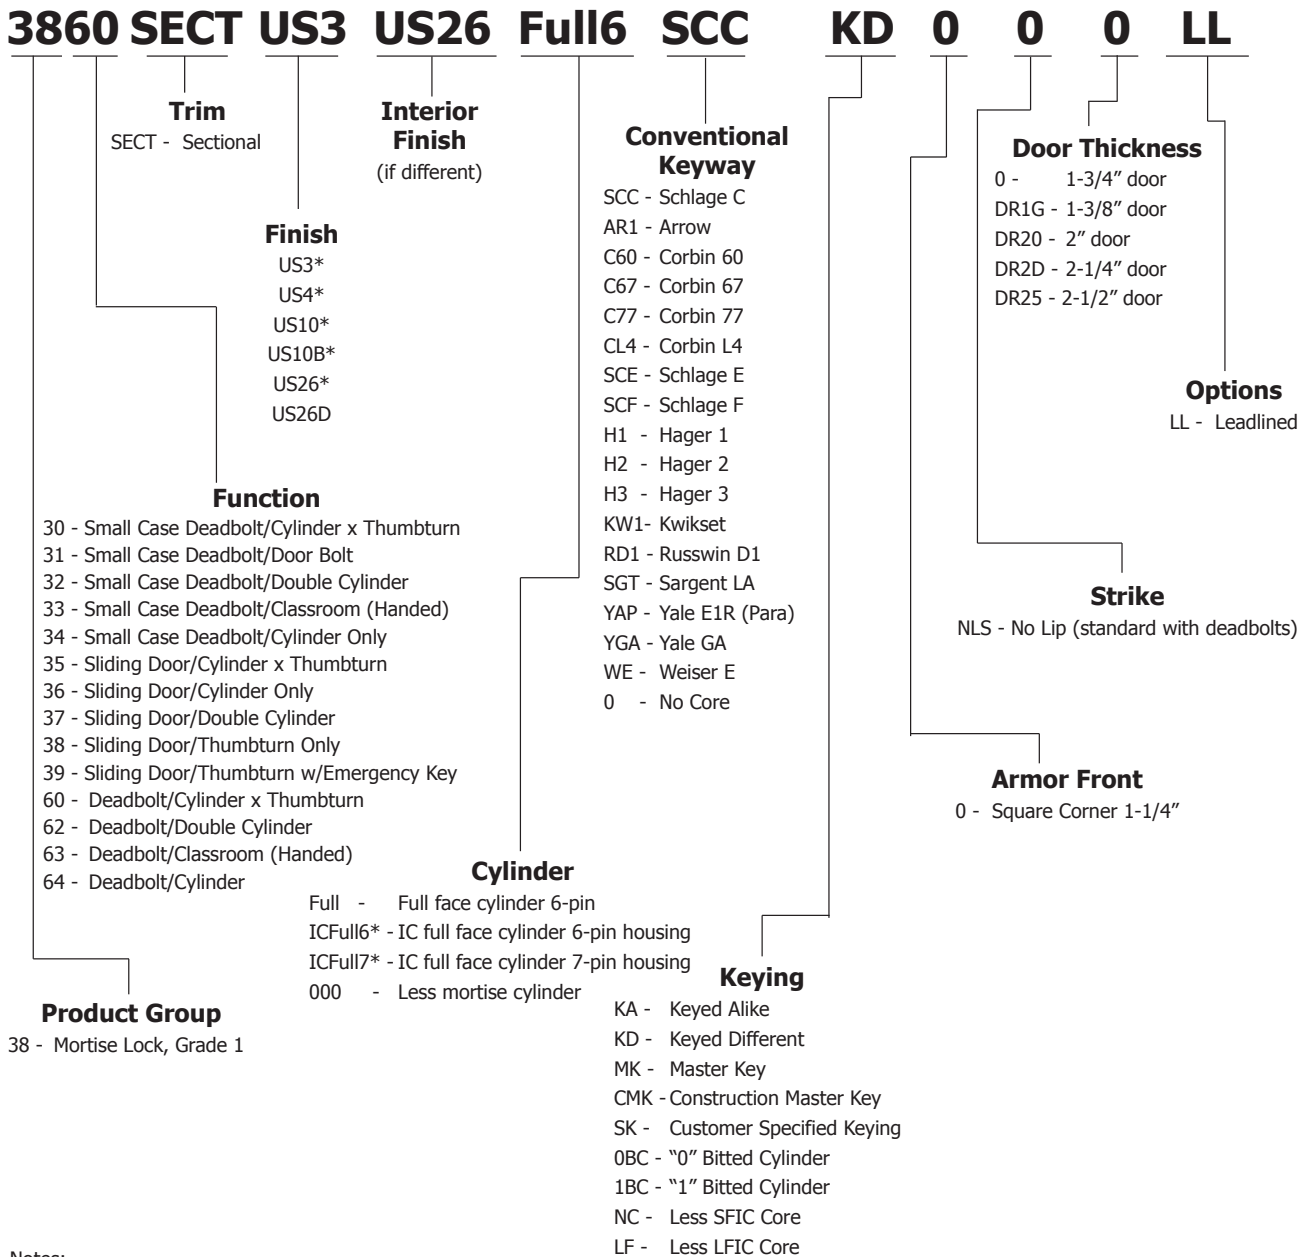 3860 SECT US3 US26 Full6 SCC KD 0 0 0 LL
Trim
SECT - Sectional
Interior
Finish
(if different)
Finish
US3*
US4*
US10*
US10B*
US26*
US26D
Conventional
Keyway
SCC - Schlage C
AR1 - Arrow
C60 - Corbin 60
C67 - Corbin 67
C77 - Corbin 77
CL4 - Corbin L4
SCE - Schlage E
SCF - Schlage F
H1 - Hager 1
H2 - Hager 2
H3 - Hager 3
KW1- Kwikset
RD1 - Russwin D1
SGT - Sargent LA
YAP - Yale E1R (Para)
YGA - Yale GA
WE - Weiser E
0 - No Core
Door Thickness
0 - 1-3/4” door
DR1G - 1-3/8” door
DR20 - 2” door
DR2D - 2-1/4” door
DR25 - 2-1/2” door
Options
LL - Leadlined
Function
30 - Small Case Deadbolt/Cylinder x Thumbturn
31 - Small Case Deadbolt/Door Bolt
32 - Small Case Deadbolt/Double Cylinder
33 - Small Case Deadbolt/Classroom (Handed)
34 - Small Case Deadbolt/Cylinder Only
35 - Sliding Door/Cylinder x Thumbturn
36 - Sliding Door/Cylinder Only
37 - Sliding Door/Double Cylinder
38 - Sliding Door/Thumbturn Only
39 - Sliding Door/Thumbturn w/Emergency Key
60 - Deadbolt/Cylinder x Thumbturn
62 - Deadbolt/Double Cylinder
63 - Deadbolt/Classroom (Handed)
64 - Deadbolt/Cylinder
Strike
NLS - No Lip (standard with deadbolts)
Armor Front
0 - Square Corner 1-1/4”
Cylinder
Full - Full face cylinder 6-pin
ICFull6* - IC full face cylinder 6-pin housing
ICFull7* - IC full face cylinder 7-pin housing
000 - Less mortise cylinder
Product Group
38 - Mortise Lock, Grade 1
Keying
KA - Keyed Alike
KD - Keyed Different
MK - Master Key
CMK - Construction Master Key
SK - Customer Specified Keying
0BC - “0” Bitted Cylinder
1BC - “1” Bitted Cylinder
NC - Less SFIC Core
LF - Less LFIC Core
Notes: